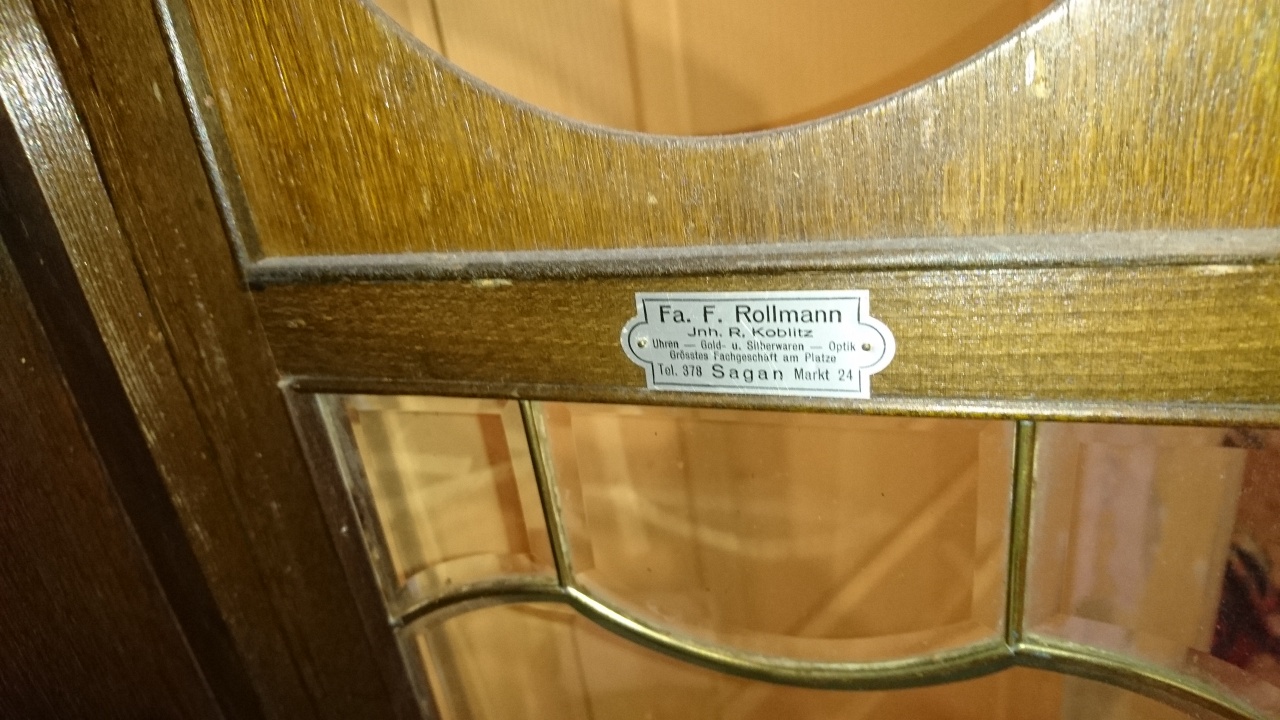 Fa. F. Rollmann
Jnh. R. Koblitz
Uhren — Gold- u. Silberwaren — Optik
Grösstes Fachgeschäft am Platze
Tel. 378 Sagan Markt 24